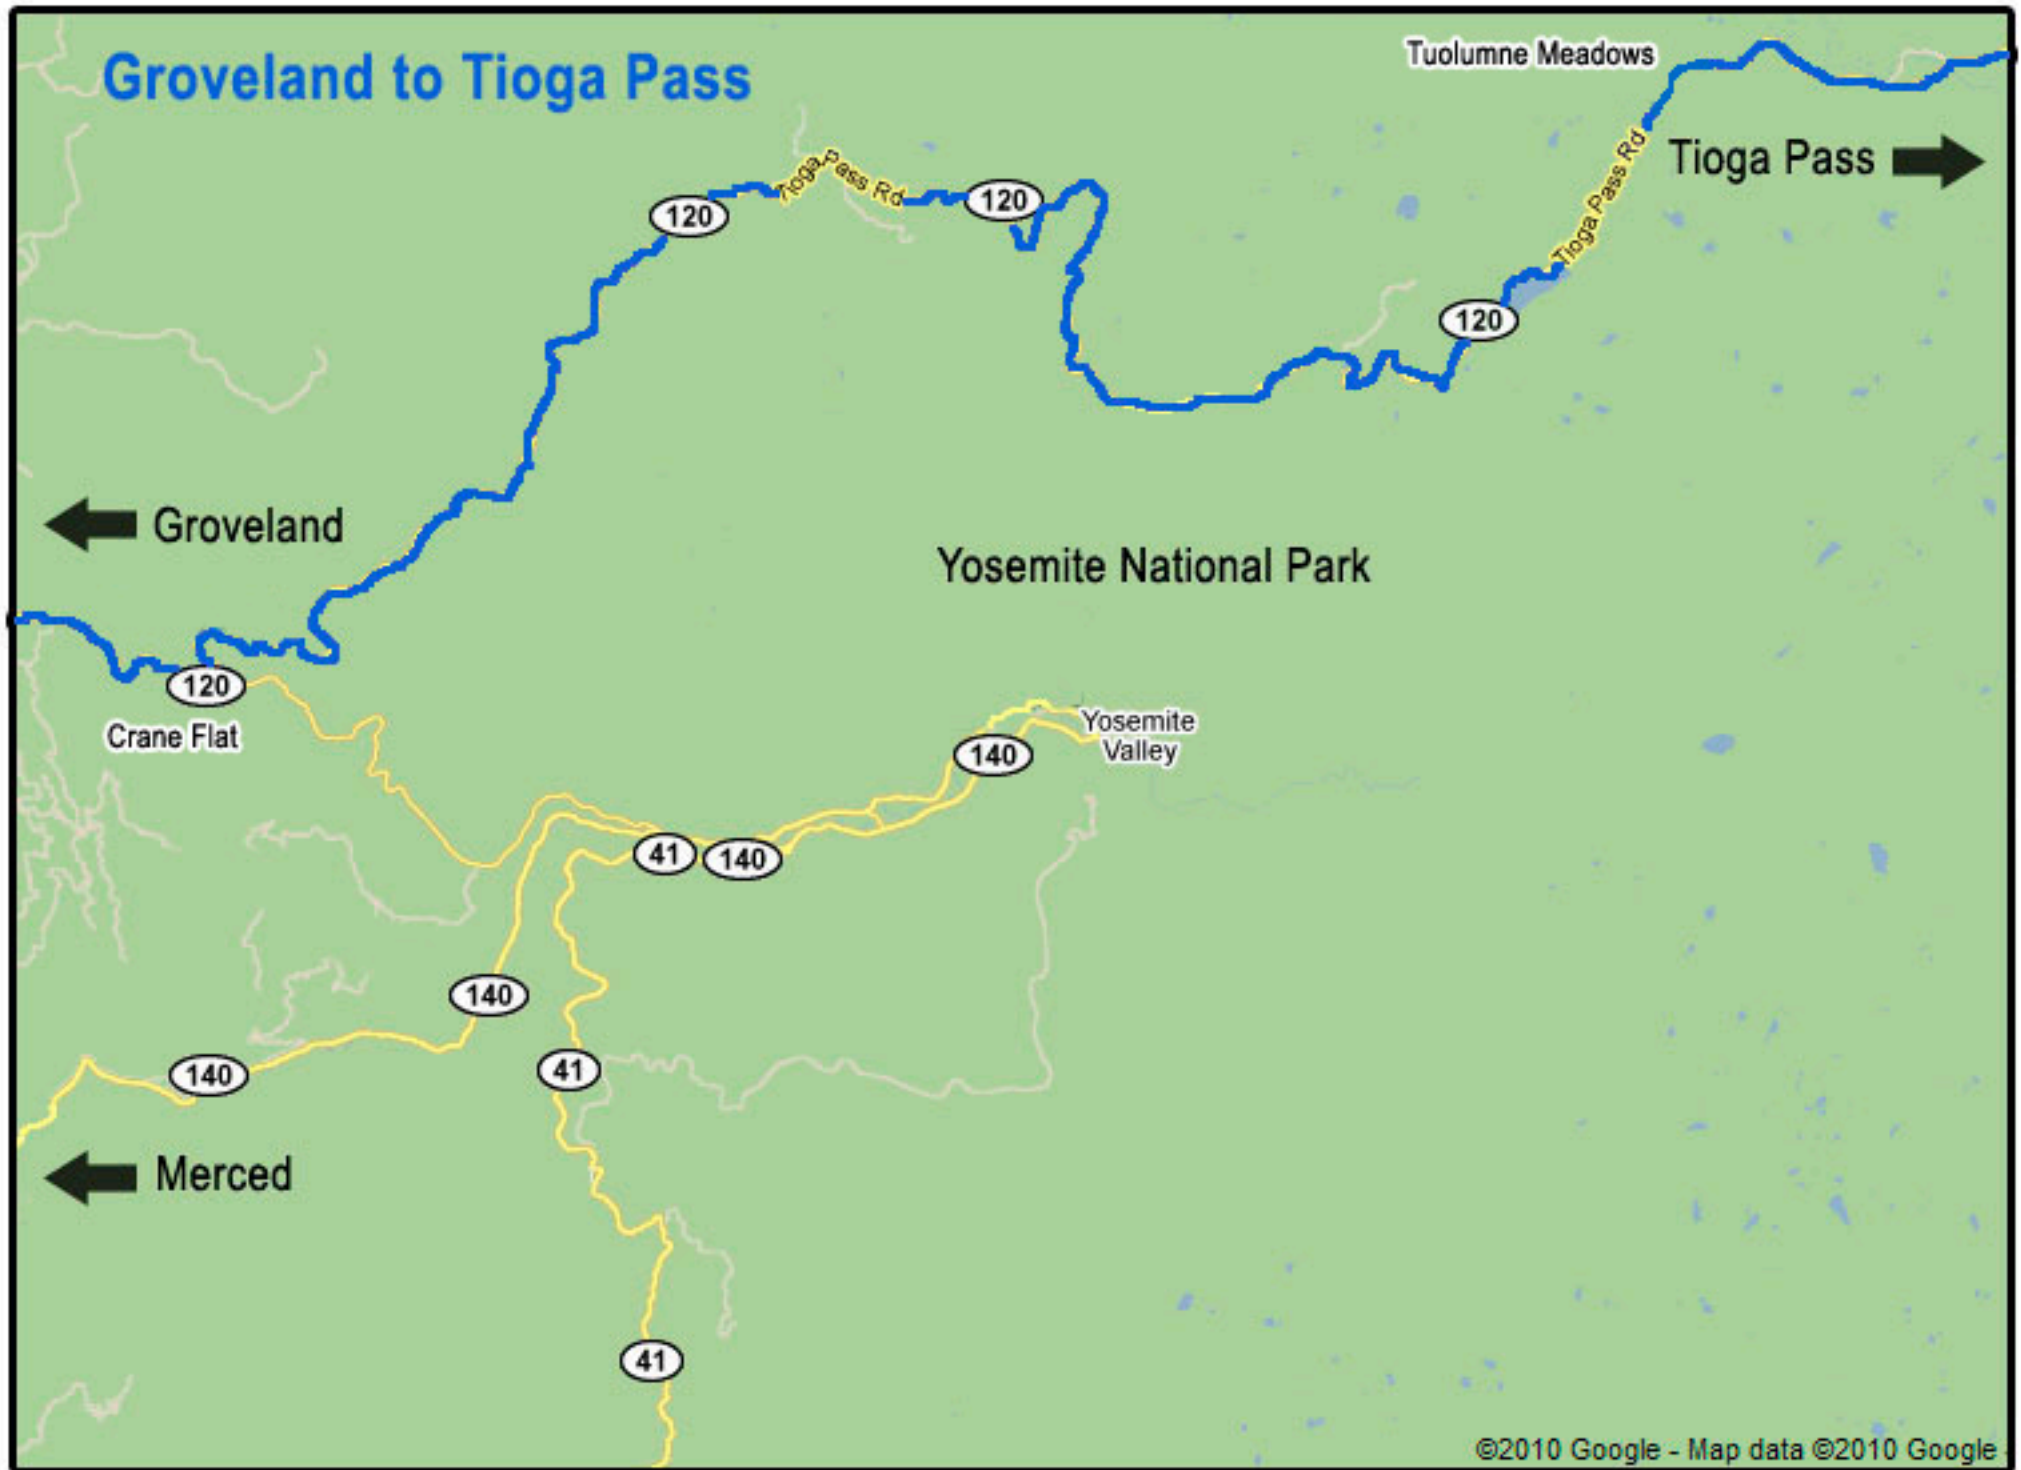 Groveland to Tioga Pass
Tuolumne Meadows
Tioga Pass Rd
Tioga Pass
120
Tioga Pass Rd
120
120
Groveland
Yosemite National Park
120
Crane Flat
Yosemite
Valley
140
41
140
140
140
41
Merced
41
©2010 Google - Map data ©2010 Google -